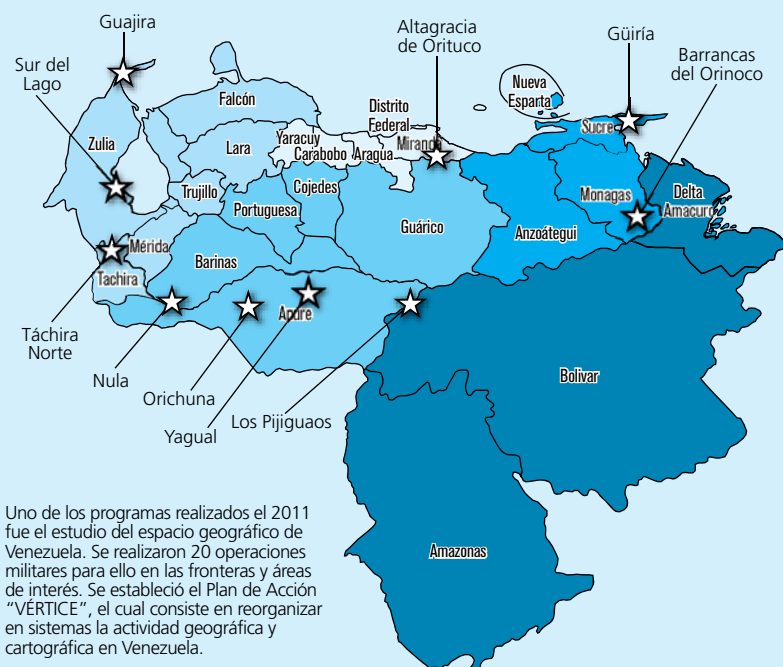 Guajira
Altagracia
de Orituco
Güiría
Sur del
Lago
Barrancas
del Orinoco
Falcón
Nueva
Esparta
Distrito
Federal
Zulia
Lara
Yaracuy
Carabobo
Aragua
Miranda
Sucre
Trujillo
Cojedes
Portuguesa
Monagas
Delta
Amacuro
Guárico
Anzoátegui
Mérida
Barinas
Tachira
Apure
Táchira
Norte
Nula
Orichuna
Yagual
Los Pijiguaos
Bolivar
Amazonas
Uno de los programas realizados el 2011
fue el estudio del espacio geográfico de
Venezuela. Se realizaron 20 operaciones
militares para ello en las fronteras y áreas
de interés. Se estableció el Plan de Acción
“VÉRTICE”, el cual consiste en reorganizar
en sistemas la actividad geográfica y
cartográfica en Venezuela.